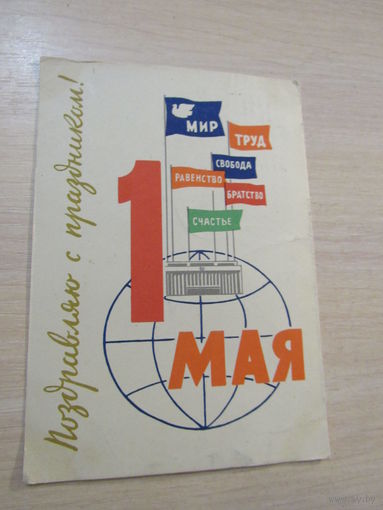 Поздравляю с праздником!
МИР
ТРУД
СВОБОДА
РАВЕНСТВО
БРАТСТВО
СЧАСТЬЕ
1
МАЯ